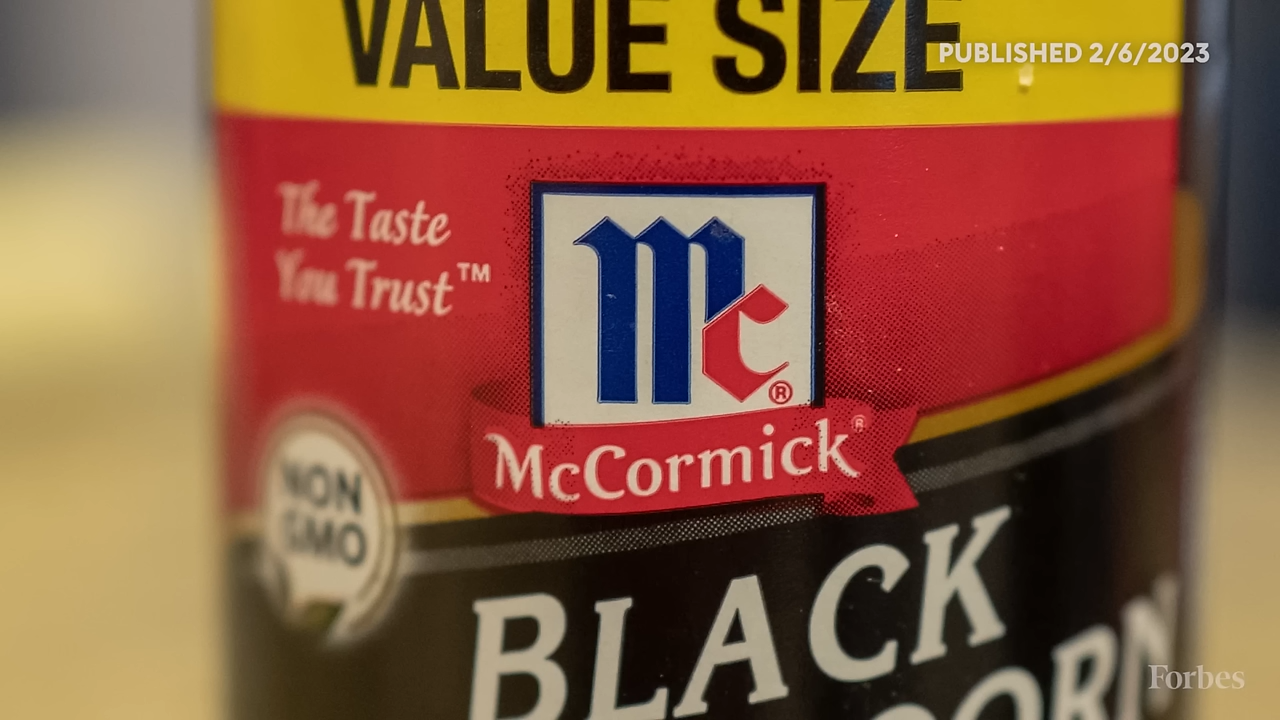 VALUE SIZE
PUBLISHED 2/6/2023
The Taste
You Trust™
Mc®
McCormick®
NON
GMO
BLACK
Forbes